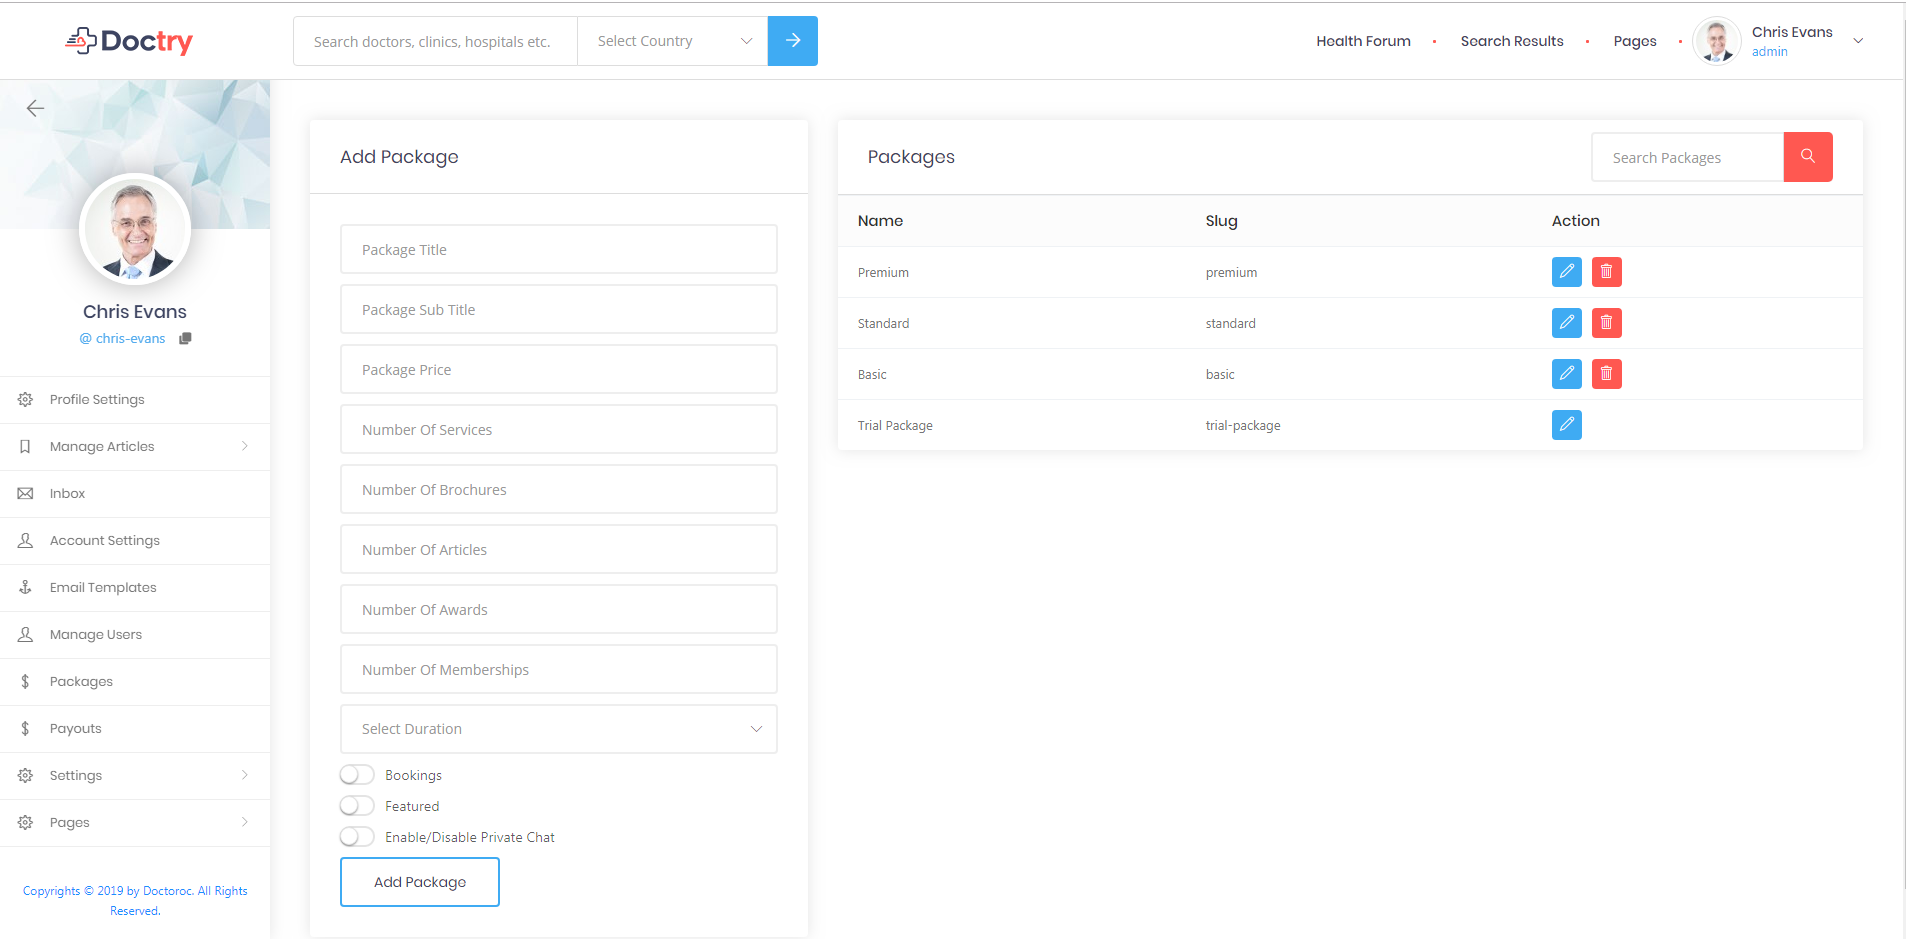 Doctry
Search doctors, clinics, hospitals etc.
Select Country
Health Forum
Search Results
Pages
Chris Evans
admin
Chris Evans
@ chris-evans
Profile Settings
Manage Articles
Inbox
Account Settings
Email Templates
Manage Users
Packages
Payouts
Settings
Pages
Copyrights © 2019 by Doctoroc. All Rights
Reserved.
Add Package
Package Title
Package Sub Title
Package Price
Number Of Services
Number Of Brochures
Number Of Articles
Number Of Awards
Number Of Memberships
Select Duration
Bookings
Featured
Enable/Disable Private Chat
Add Package
Packages
Search Packages
Name Slug Action
Premium premium
Standard standard
Basic basic
Trial Package trial-package